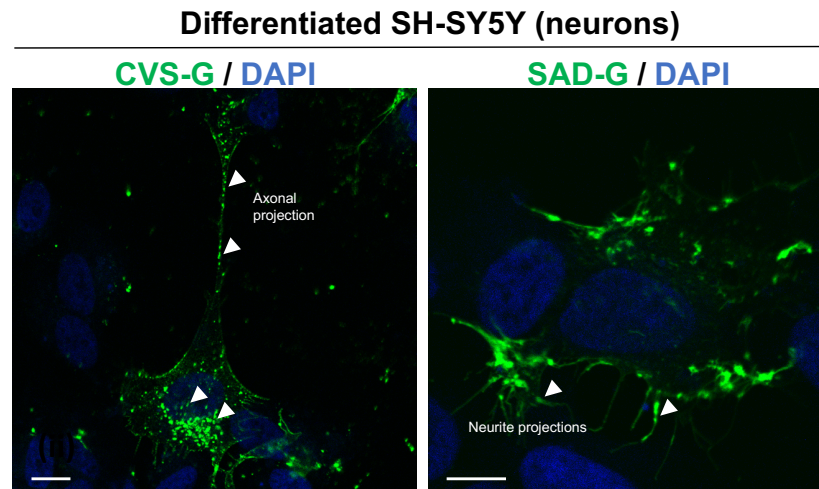 Differentiated SH-SY5Y (neurons)
CVS-G / DAPI
SAD-G / DAPI
Axonal
projection
Neurite projections